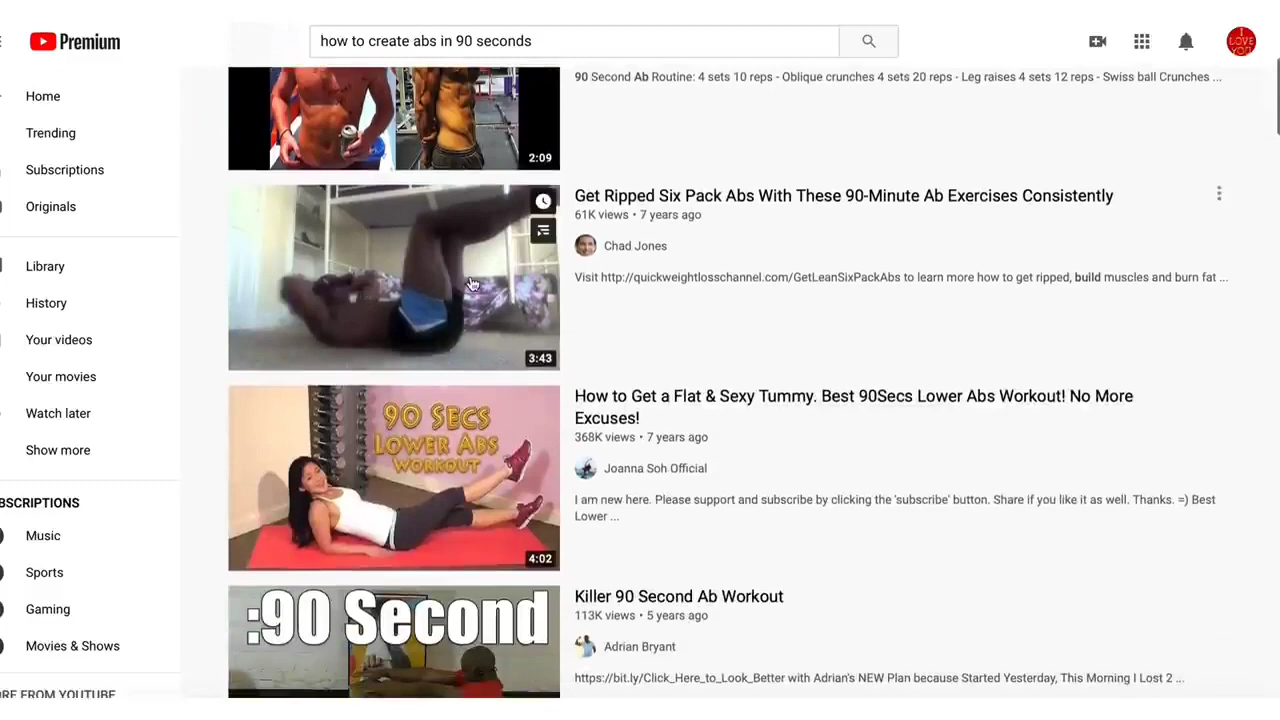 Premium
how to create abs in 90 seconds
I LOVE YOU
Home
Trending
Subscriptions
Originals
Library
History
Your videos
Your movies
Watch later
Show more
BSCRIPTIONS
Music
Sports
Gaming
Movies & Shows
RE FROM YOUTUBE
90 Second Ab Routine: 4 sets 10 reps - Oblique crunches 4 sets 20 reps - Leg raises 4 sets 12 reps - Swiss ball Crunches ...
2:09
Get Ripped Six Pack Abs With These 90-Minute Ab Exercises Consistently
61K views • 7 years ago
Chad Jones
Visit http://quickweightlosschannel.com/GetLeanSixPackAbs to learn more how to get ripped, build muscles and burn fat ...
3:43
How to Get a Flat & Sexy Tummy. Best 90Secs Lower Abs Workout! No More
Excuses!
368K views • 7 years ago
Joanna Soh Official
I am new here. Please support and subscribe by clicking the 'subscribe' button. Share if you like it as well. Thanks. =) Best
Lower ...
90 SECS
LOWER ABS
WORKOUT
4:02
Killer 90 Second Ab Workout
113K views • 5 years ago
Adrian Bryant
https://bit.ly/Click_Here_to_Look_Better with Adrian's NEW Plan because Started Yesterday, This Morning I Lost 2 ...
:90 Second